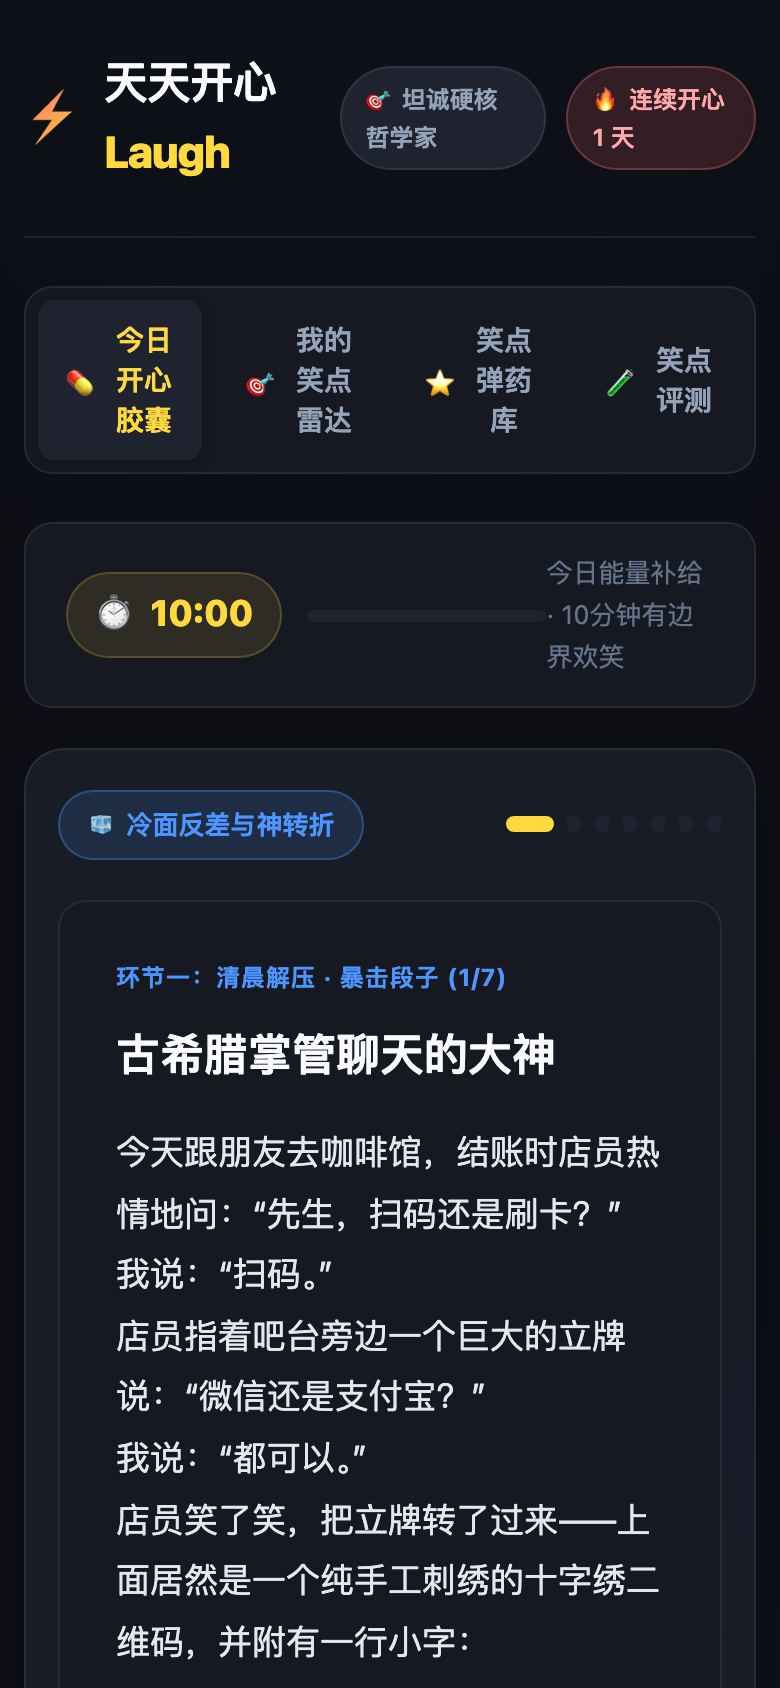 天天开心
Laugh
坦诚硬核
哲学家
连续开心
1 天
今日
开心
胶囊
我的
笑点
雷达
笑点
弹药
库
笑点
评测
10:00
今日能量补给
· 10分钟有边
界欢笑
冷面反差与神转折
环节一：清晨解压 · 暴击段子 (1/7)
古希腊掌管聊天的大神
今天跟朋友去咖啡馆，结账时店员热
情地问：“先生，扫码还是刷卡？”
我说：“扫码。”
店员指着吧台旁边一个巨大的立牌
说：“微信还是支付宝？”
我说：“都可以。”
店员笑了笑，把立牌转了过来——上
面居然是一个纯手工刺绣的十字绣二
维码，并附有一行小字：